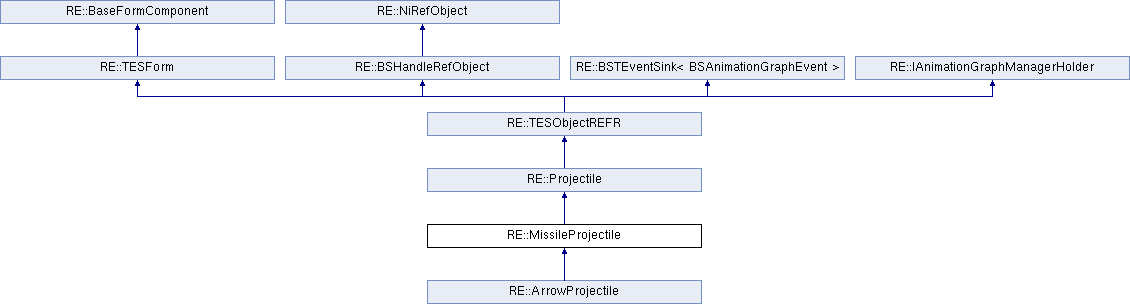 RE::BaseFormComponent
RE::NiRefObject
RE::TESForm
RE::BSHandleRefObject
RE::BSTEventSink< BSAnimationGraphEvent >
RE::IAnimationGraphManagerHolder
RE::TESObjectREFR
RE::Projectile
RE::MissileProjectile
RE::ArrowProjectile